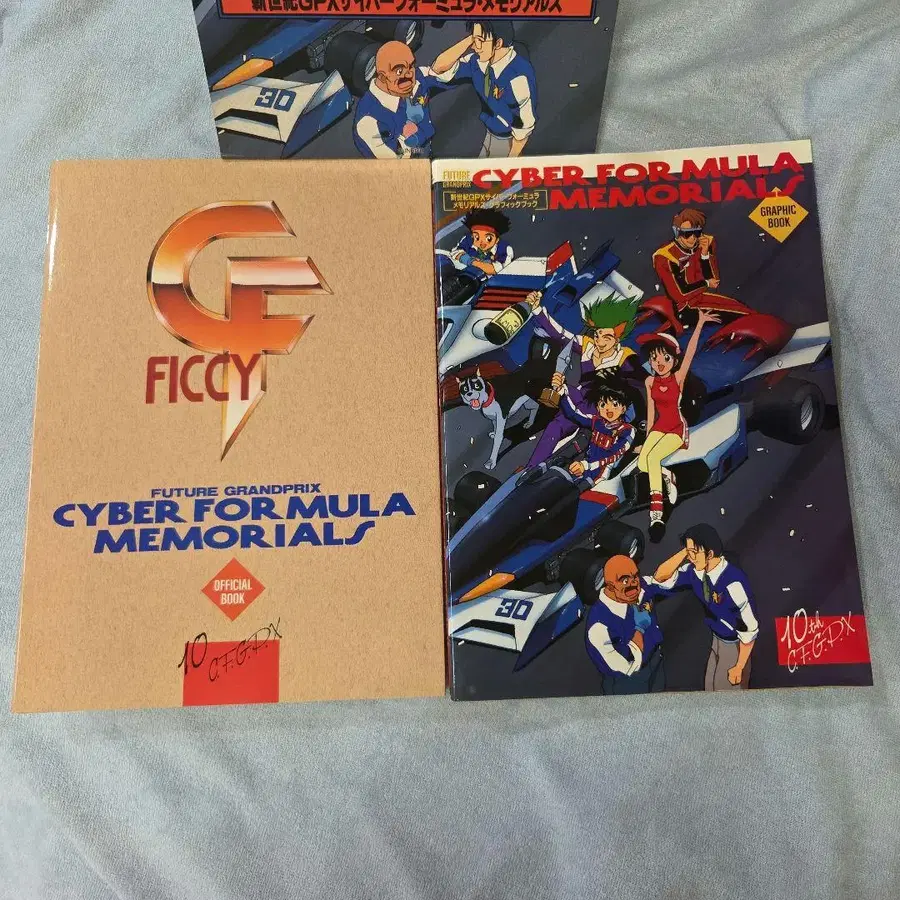 新世紀GPXサイバーフォーミュラ・メモリアルズ
30
CF
FICCY
FUTURE GRANDPRIX
CYBER FORMULA
MEMORIALS
OFFICIAL
BOOK
10
C.F.G.P.X
FUTURE
GRANDPRIX
CYBER FORMULA
MEMORIALS
新世紀GPXサイバーフォーミュラ
メモリアルズ・グラフィックブック
GRAPHIC
BOOK
30
10th
C.F.G.P.X